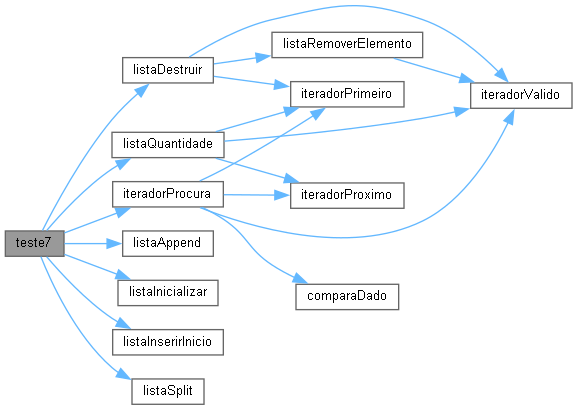 teste7
listaDestruir
listaQuantidade
iteradorProcura
listaAppend
listaInicializar
listaInserirInicio
listaSplit
listaRemoverElemento
iteradorPrimeiro
iteradorProximo
comparaDado
iteradorValido